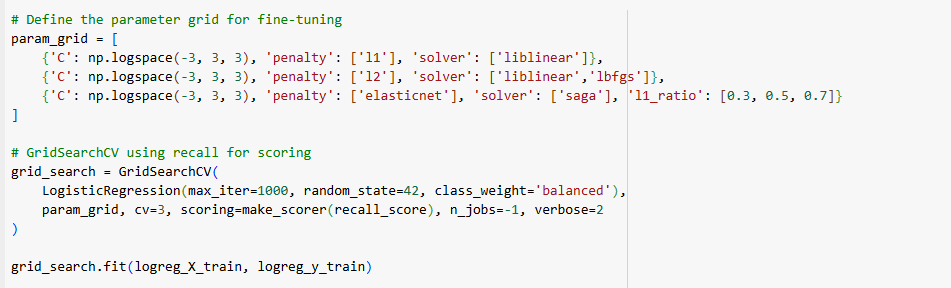 # Define the parameter grid for fine-tuning
param_grid = [
    {'C': np.logspace(-3, 3, 3), 'penalty': ['l1'], 'solver': ['liblinear']},
    {'C': np.logspace(-3, 3, 3), 'penalty': ['l2'], 'solver': ['liblinear','lbfgs']},
    {'C': np.logspace(-3, 3, 3), 'penalty': ['elasticnet'], 'solver': ['saga'], 'l1_ratio': [0.3, 0.5, 0.7]}
]

# GridSearchCV using recall for scoring
grid_search = GridSearchCV(
    LogisticRegression(max_iter=1000, random_state=42, class_weight='balanced'),
    param_grid, cv=3, scoring=make_scorer(recall_score), n_jobs=-1, verbose=2
)

grid_search.fit(logreg_X_train, logreg_y_train)